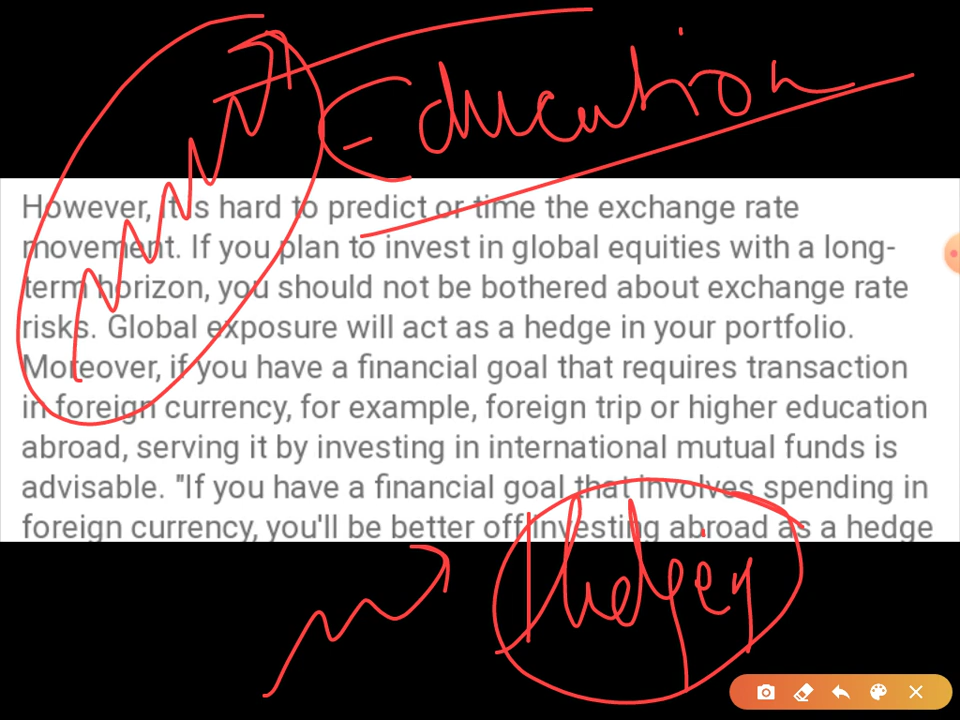 Education
However, it is hard to predict or time the exchange rate
movement. If you plan to invest in global equities with a long-
term horizon, you should not be bothered about exchange rate
risks. Global exposure will act as a hedge in your portfolio.
Moreover, if you have a financial goal that requires transaction
in foreign currency, for example, foreign trip or higher education
abroad, serving it by investing in international mutual funds is
advisable. "If you have a financial goal that involves spending in
foreign currency, you'll be better off investing abroad as a hedge